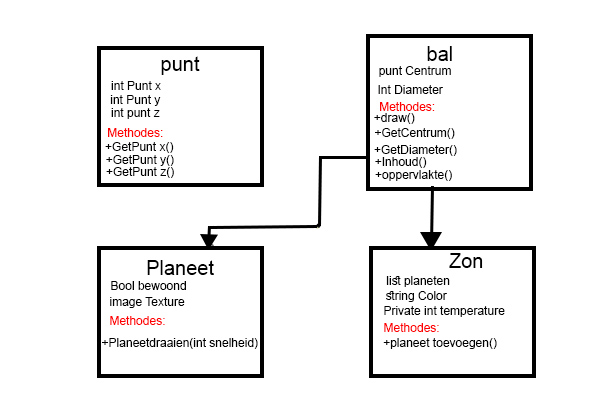 punt
int Punt x
int Punt y
int punt z
Methodes:
+GetPunt x()
+GetPunt y()
+GetPunt z()
bal
punt Centrum
Int Diameter
Methodes:
+draw()
+GetCentrum()
+GetDiameter()
+Inhoud()
+oppervlakte()
Planeet
Bool bewoond
image Texture
Methodes:
+Planeetdraaien(int snelheid)
Zon
list planeten
string Color
Private int temperature
Methodes:
+planeet toevoegen()